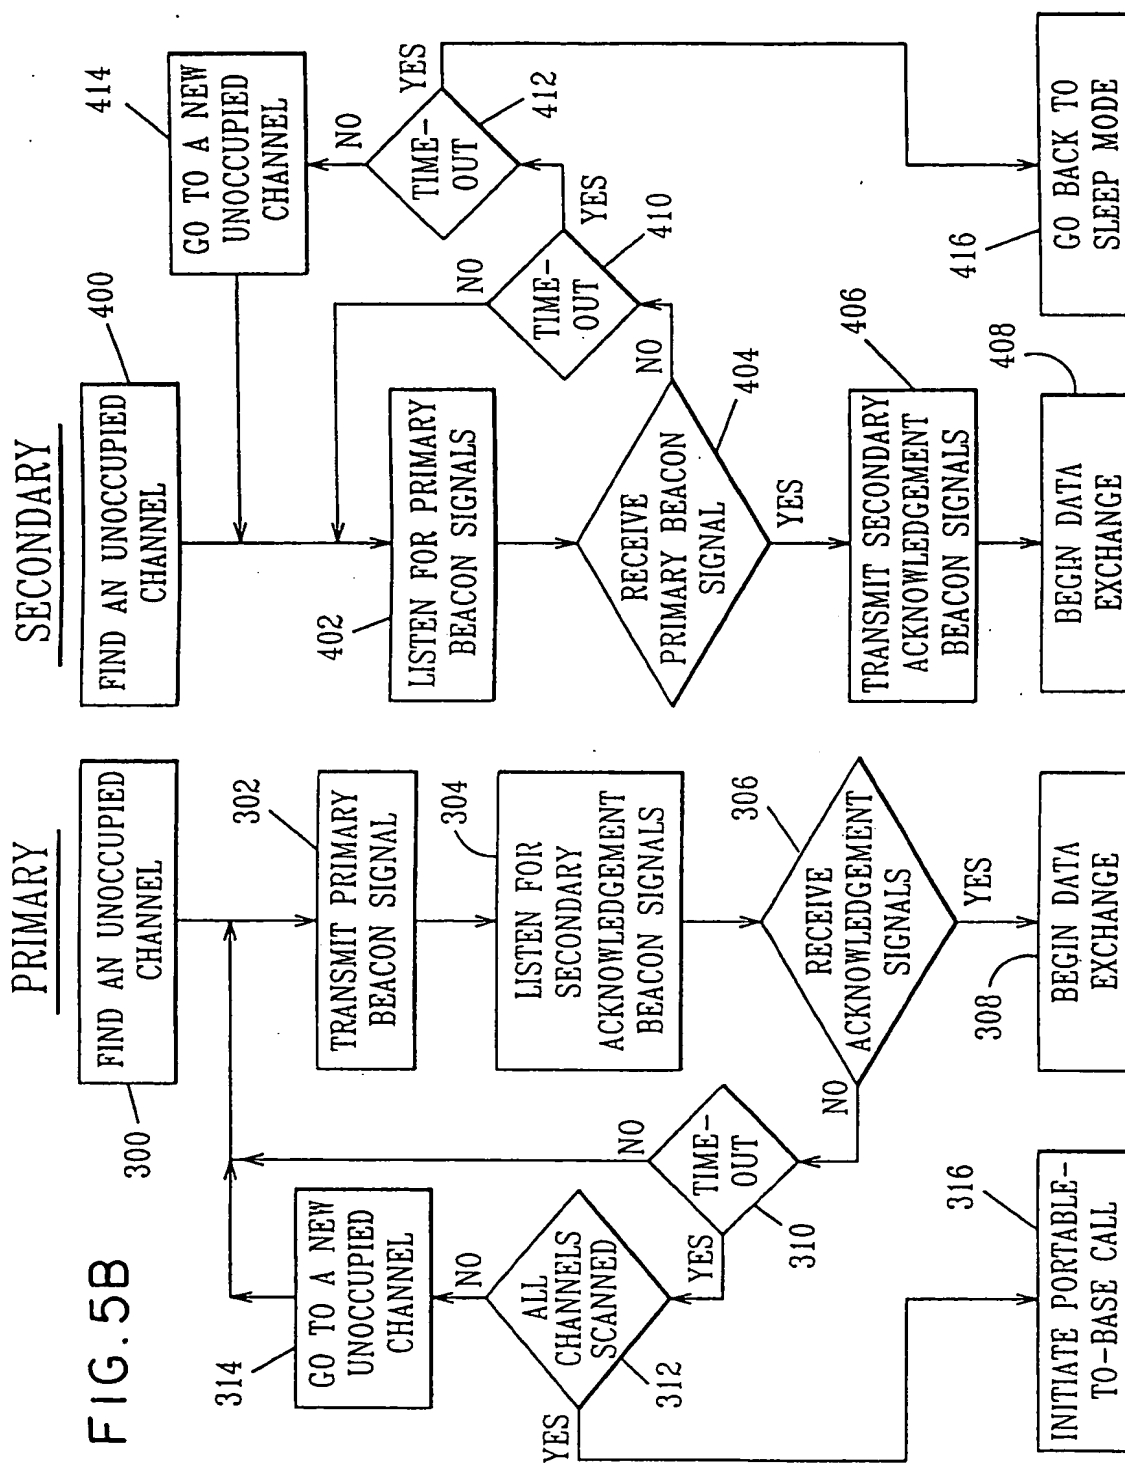 FIG.5B
PRIMARY
FIND AN UNOCCUPIED
CHANNEL
300
TRANSMIT PRIMARY
BEACON SIGNAL
302
LISTEN FOR
SECONDARY
ACKNOWLEDGEMENT
BEACON SIGNALS
304
RECEIVE
ACKNOWLEDGEMENT
SIGNALS
306
YES
NO
BEGIN DATA
EXCHANGE
308
TIME-
OUT
310
NO
YES
ALL
CHANNELS
SCANNED
312
NO
YES
GO TO A NEW
UNOCCUPIED
CHANNEL
314
INITIATE PORTABLE-
TO-BASE CALL
316
SECONDARY
FIND AN UNOCCUPIED
CHANNEL
400
LISTEN FOR PRIMARY
BEACON SIGNALS
402
RECEIVE
PRIMARY BEACON
SIGNAL
404
YES
NO
TRANSMIT SECONDARY
ACKNOWLEDGEMENT
BEACON SIGNALS
406
BEGIN DATA
EXCHANGE
408
TIME-
OUT
410
NO
YES
TIME-
OUT
412
NO
YES
GO TO A NEW
UNOCCUPIED
CHANNEL
414
GO BACK TO
SLEEP MODE
416